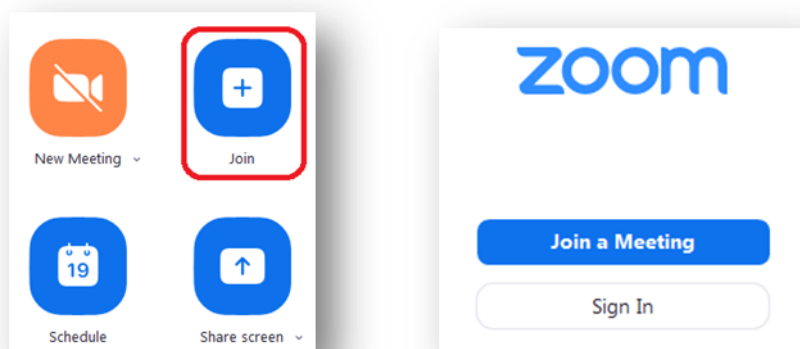 New Meeting
Join
19
Schedule
Share screen
zoom
Join a Meeting
Sign In